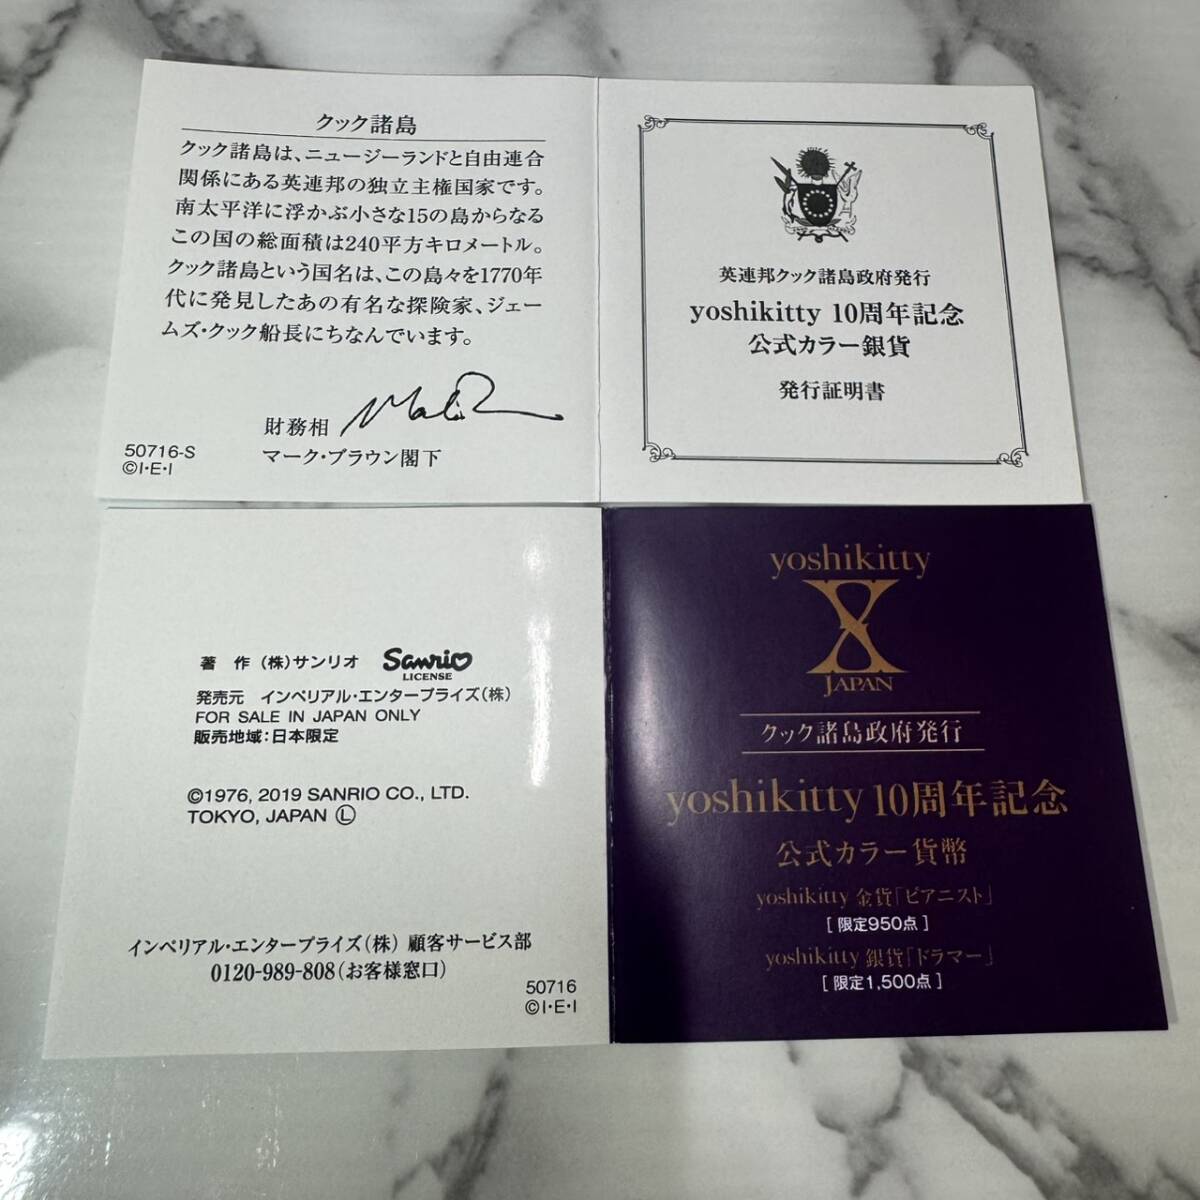 クック諸島
クック諸島は、ニュージーランドと自由連合
関係にある英連邦の独立主権国家です。
南太平洋に浮かぶ小さな15の島からなる
この国の総面積は240平方キロメートル。
クック諸島という国名は、この島々を1770年
代に発見したあの有名な探険家、ジェー
ムズ・クック船長にちなんでいます。
財務相
マーク・ブラウン閣下
50716-S
©I・E・I
英連邦クック諸島政府発行
yoshikitty 10周年記念
公式カラー銀貨
発行証明書
著 作 (株)サンリオ Sanrio
LICENSE
発売元 インペリアル・エンタープライズ(株)
FOR SALE IN JAPAN ONLY
販売地域:日本限定
©1976, 2019 SANRIO CO., LTD.
TOKYO, JAPAN Ⓛ
インペリアル・エンタープライズ(株) 顧客サービス部
0120-989-808(お客様窓口)
50716
©I・E・I
yoshikitty
X
JAPAN
クック諸島政府発行
yoshikitty 10周年記念
公式カラー貨幣
yoshikitty 金貨「ピアニスト」
[ 限定950点 ]
yoshikitty 銀貨「ドラマー」
[ 限定1,500点 ]